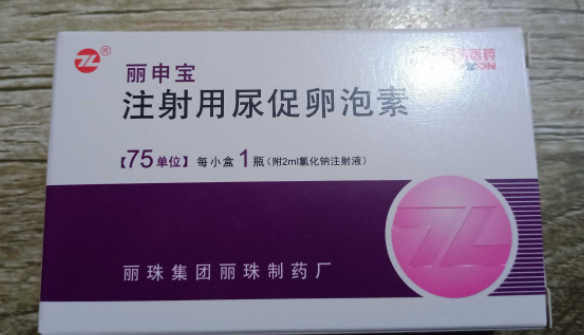 ®
丽申宝
注射用尿促卵泡素
【75单位】每小盒1瓶(附2ml氯化钠注射液)
丽珠集团丽珠制药厂